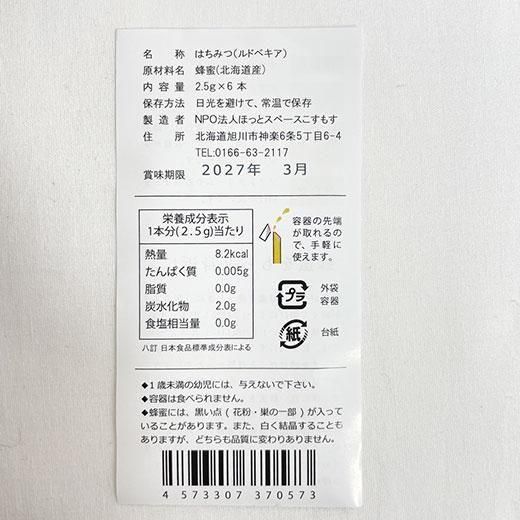 名 称 はちみつ(ルドベキア)
原材料名 蜂蜜(北海道産)
内 容 量 2.5g×6本
保存方法 日光を避けて、常温で保存
製 造 者 NPO法人ほっとスペースこすもす
住 所 北海道旭川市神楽6条5丁目6-4
TEL:0166-63-2117
賞味期限 2027年 3月
栄養成分表示
1本分(2.5g)当たり
熱量 8.2kcal
たんぱく質 0.005g
脂質 0.0g
炭水化物 2.0g
食塩相当量 0.0g
八訂 日本食品標準成分表による
容器の先端
が取れるの
で、手軽に
使えます。
プラ 外袋
容器
紙 台紙
◆1歳未満の幼児には、与えないで下さい。
◆容器は食べられません。
◆蜂蜜には、黒い点(花粉・巣の一部)が入って
いることがあります。また、白く結晶することも
ありますが、どちらも品質に変わりありません。
4 573307 370573